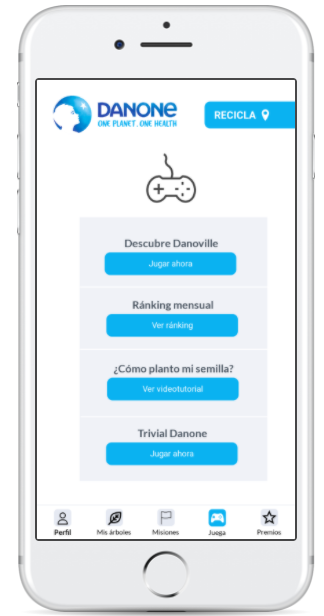 DANONE
ONE PLANET. ONE HEALTH
RECICLA
Descubre Danoville
Jugar ahora
Ránking mensual
Ver ránking
¿Cómo planto mi semilla?
Ver videotutorial
Trivial Danone
Jugar ahora
Perfil
Mis árboles
Misiones
Juega
Premios